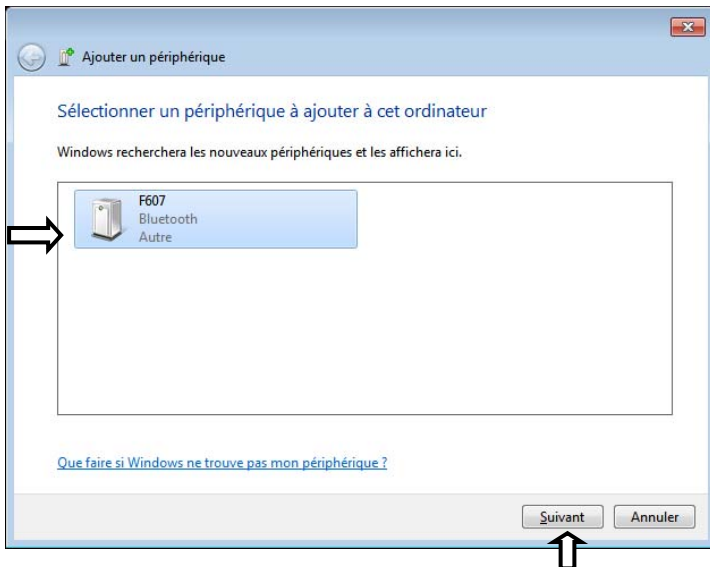 Ajouter un périphérique
Sélectionner un périphérique à ajouter à cet ordinateur
Windows recherchera les nouveaux périphériques et les affichera ici.
F607
Bluetooth
Autre
Que faire si Windows ne trouve pas mon périphérique ?
Suivant Annuler